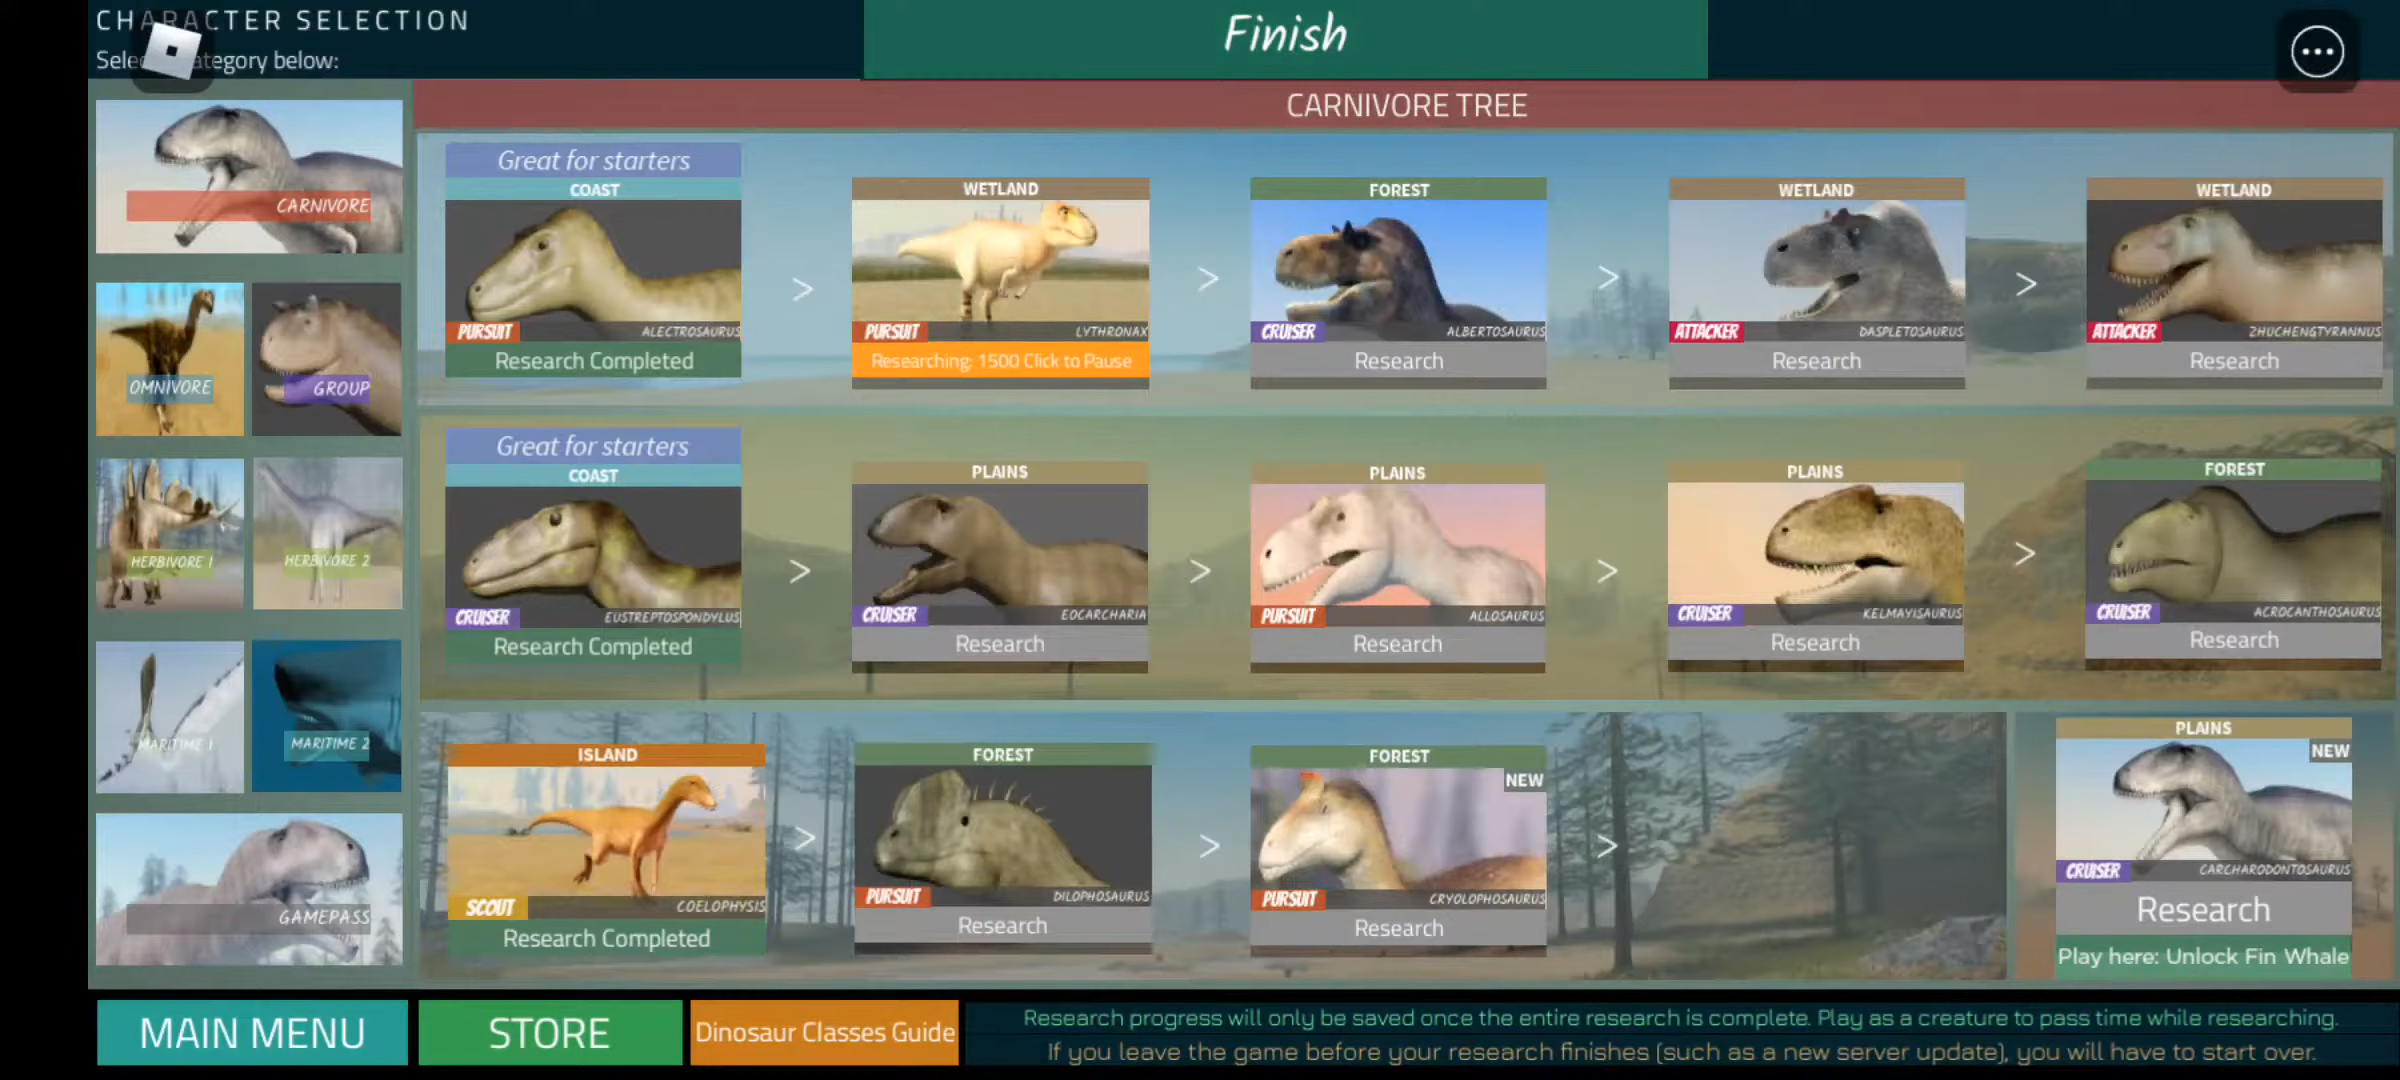 CHARACTER SELECTION
Select category below:
Finish
CARNIVORE TREE
CARNIVORE
OMNIVORE
GROUP
HERBIVORE 1
HERBIVORE 2
MARITIME 1
MARITIME 2
GAMEPASS
Great for starters
COAST
PURSUIT
ALECTROSAURUS
Research Completed
>
WETLAND
PURSUIT
LYTHRONAX
Researching: 1500 Click to Pause
>
FOREST
CRUISER
ALBERTOSAURUS
Research
>
WETLAND
ATTACKER
DASPLETOSAURUS
Research
>
WETLAND
ATTACKER
ZHUCHENGTYRANNUS
Research
Great for starters
COAST
CRUISER
EUSTREPTOSPONDYLUS
Research Completed
>
PLAINS
CRUISER
EOCARCHARIA
Research
>
PLAINS
PURSUIT
ALLOSAURUS
Research
>
PLAINS
CRUISER
KELMAYISAURUS
Research
>
FOREST
CRUISER
ACROCANTHOSAURUS
Research
ISLAND
SCOUT
COELOPHYSIS
Research Completed
>
FOREST
PURSUIT
DILOPHOSAURUS
Research
>
FOREST
NEW
PURSUIT
CRYOLOPHOSAURUS
Research
>
PLAINS
NEW
CRUISER
CARCHARODONTOSAURUS
Research
Play here: Unlock Fin Whale
MAIN MENU
STORE
Dinosaur Classes Guide
Research progress will only be saved once the entire research is complete. Play as a creature to pass time while researching.
If you leave the game before your research finishes (such as a new server update), you will have to start over.